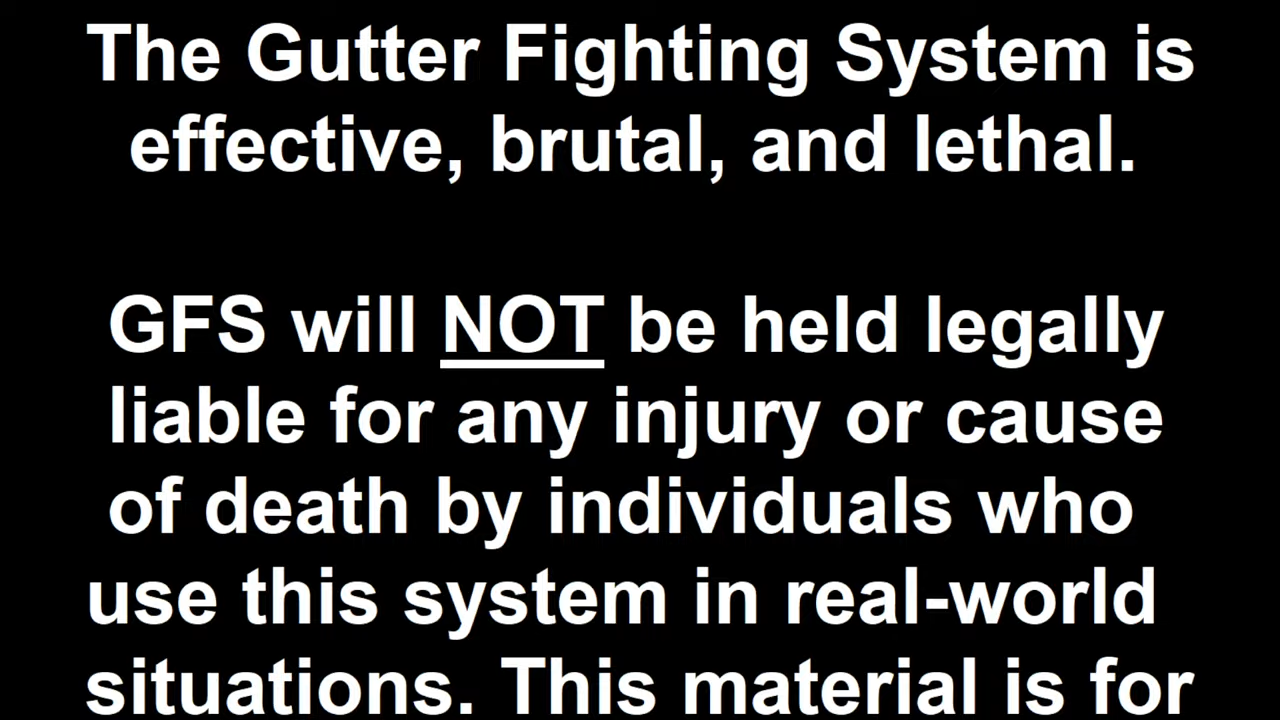 The Gutter Fighting System is
effective, brutal, and lethal.
GFS will NOT be held legally
liable for any injury or cause
of death by individuals who
use this system in real-world
situations. This material is for